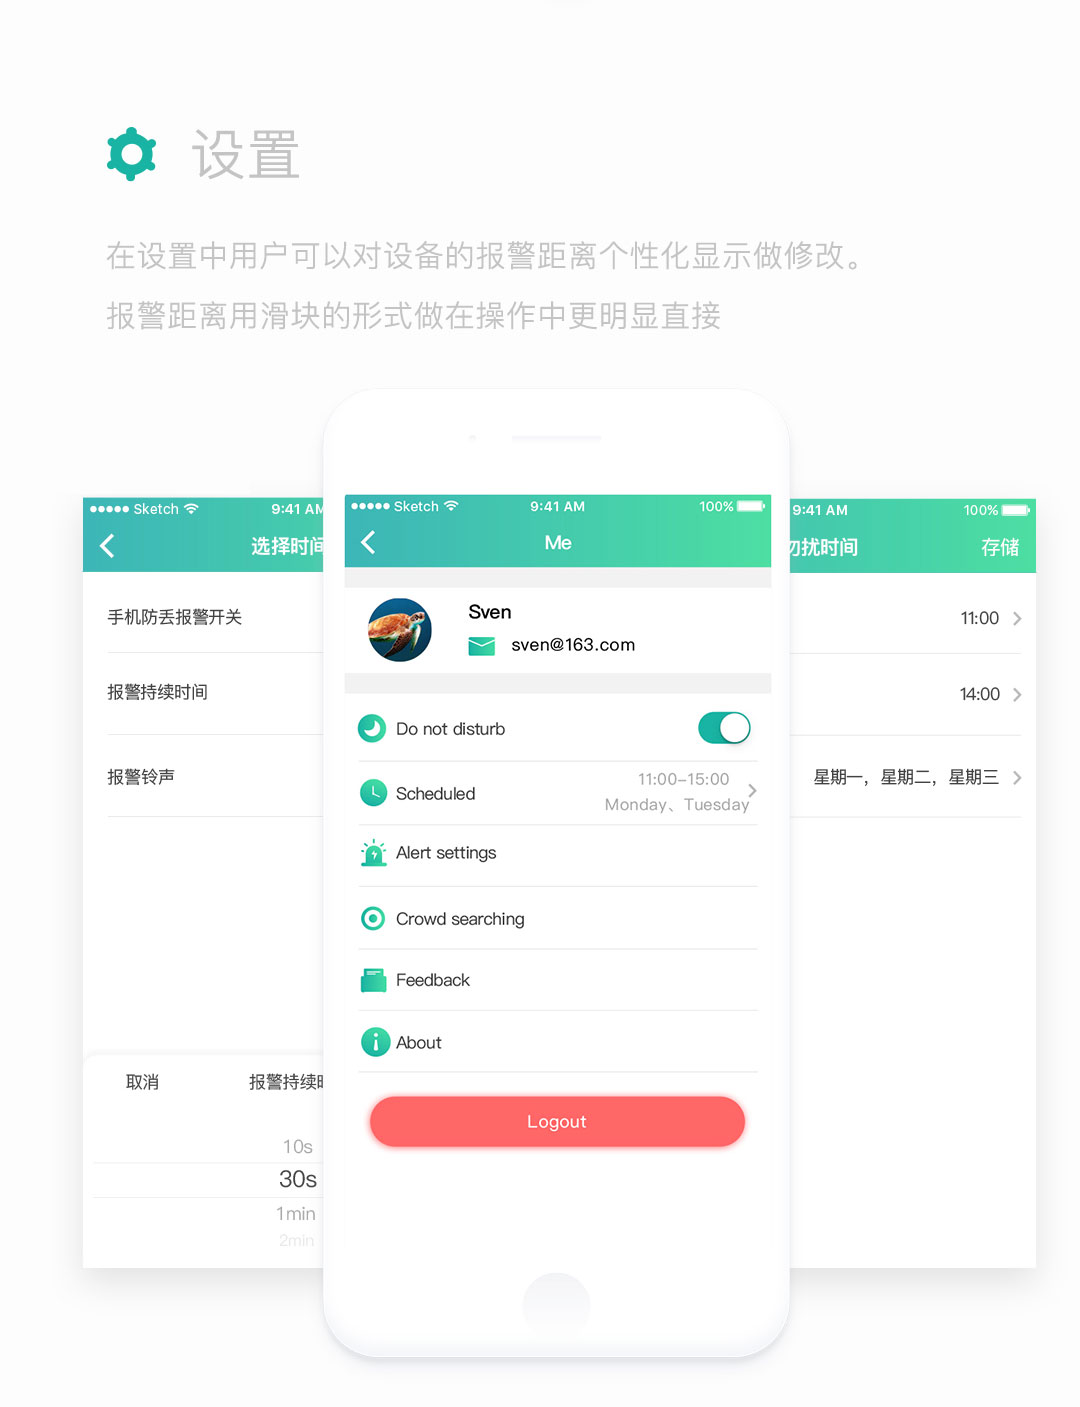 设置
在设置中用户可以对设备的报警距离个性化显示做修改。
报警距离用滑块的形式做在操作中更明显直接
Sketch 9:41 AM
选择时间
手机防丢报警开关
报警持续时间
报警铃声
取消 报警持续时
10s
30s
1min
2min
Sketch 9:41 AM 100%
Me
Sven
sven@163.com
Do not disturb
Scheduled
11:00-15:00
Monday、Tuesday
Alert settings
Crowd searching
Feedback
About
Logout
9:41 AM 100%
勿扰时间 存储
11:00
14:00
星期一，星期二，星期三